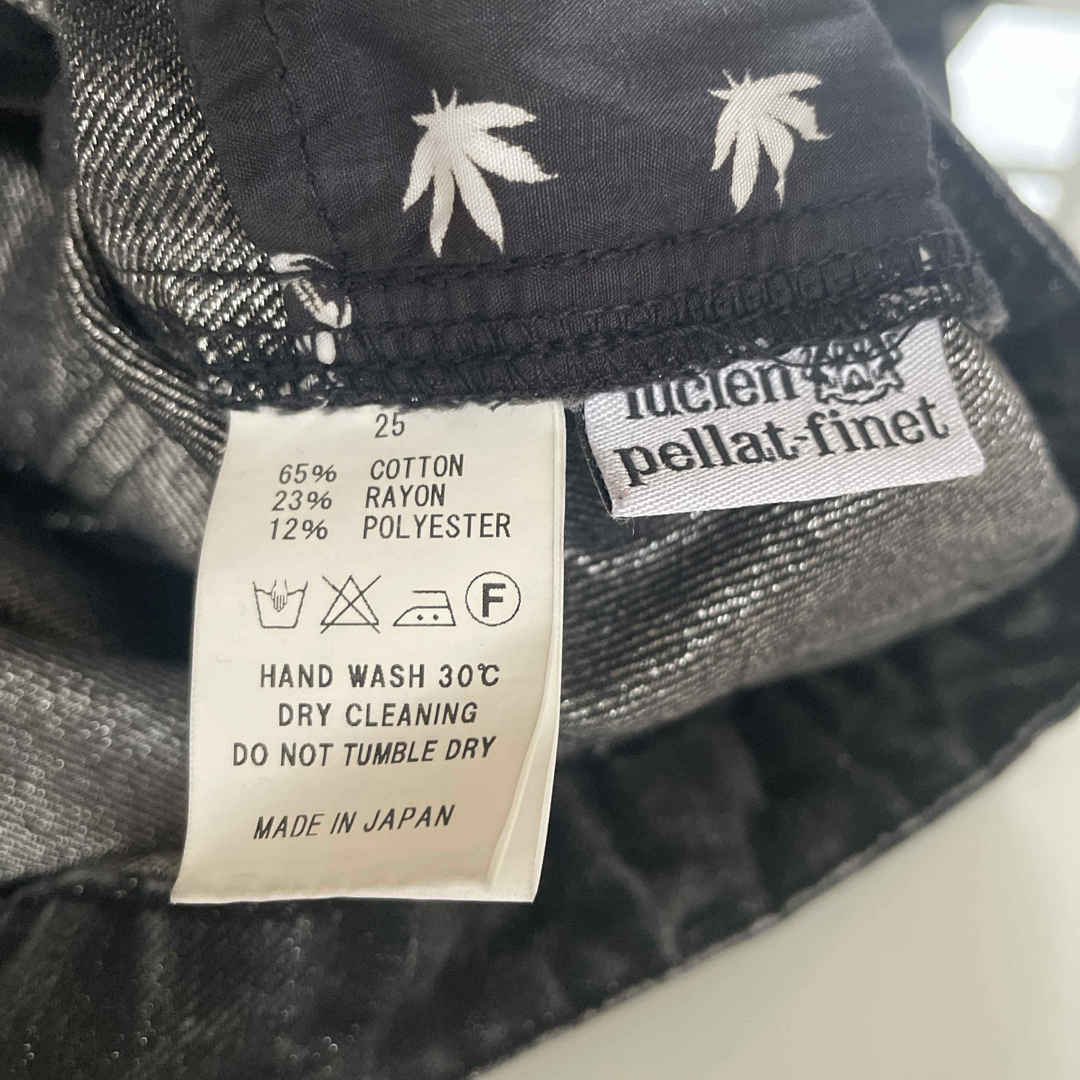 25
65% COTTON
23% RAYON
12% POLYESTER
F
HAND WASH 30℃
DRY CLEANING
DO NOT TUMBLE DRY
MADE IN JAPAN
lucien
pellat-finet